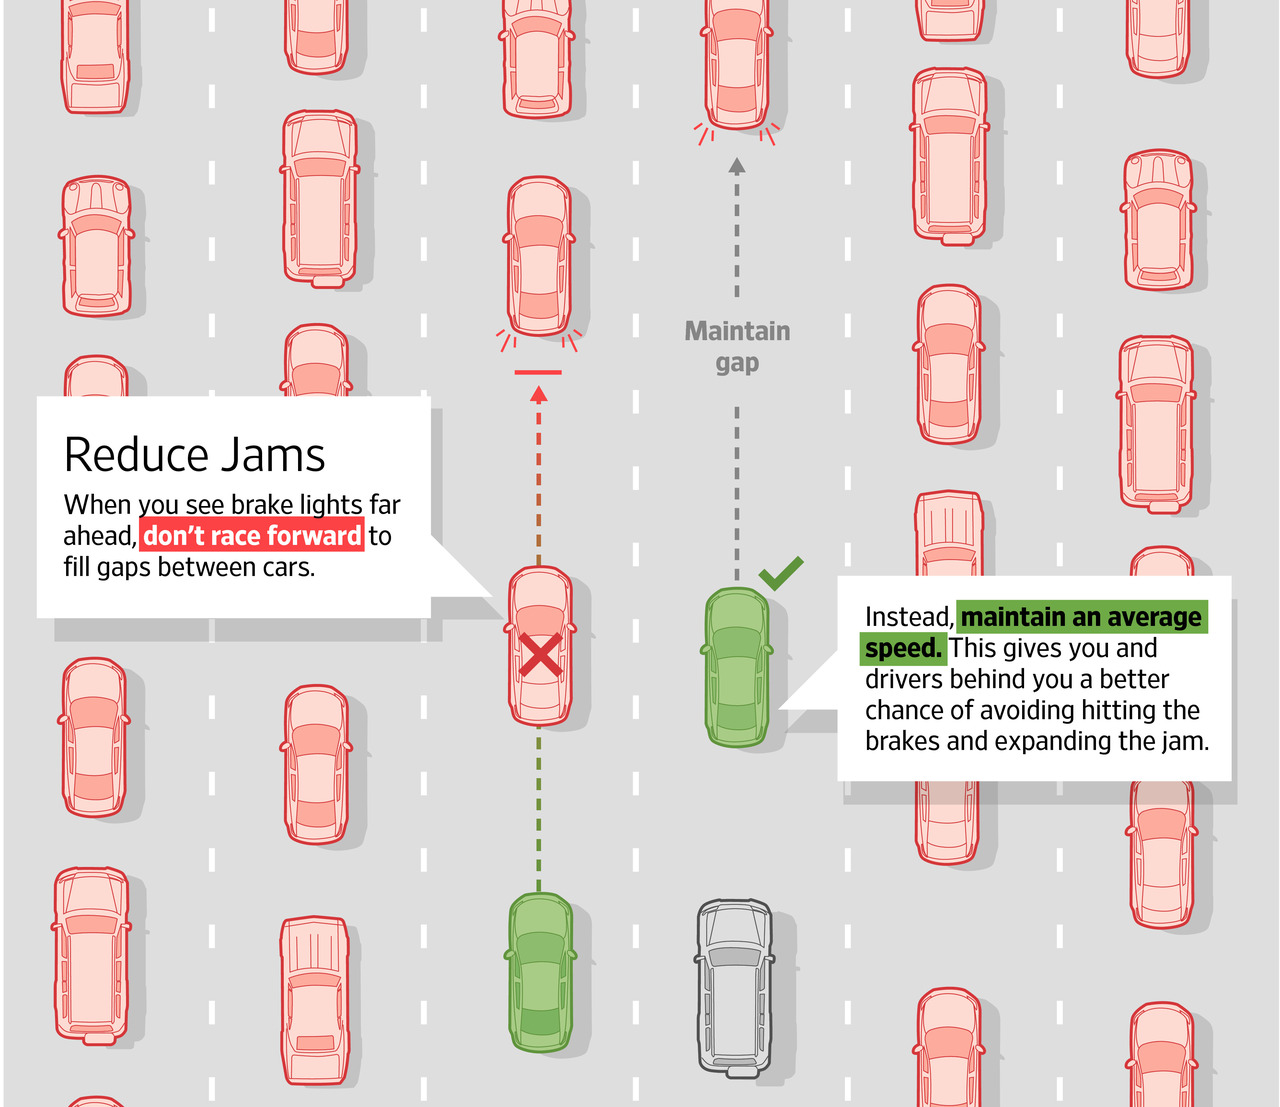 Maintain
gap
Reduce Jams
When you see brake lights far
ahead, don't race forward to
fill gaps between cars.
Instead, maintain an average
speed. This gives you and
drivers behind you a better
chance of avoiding hitting the
brakes and expanding the jam.